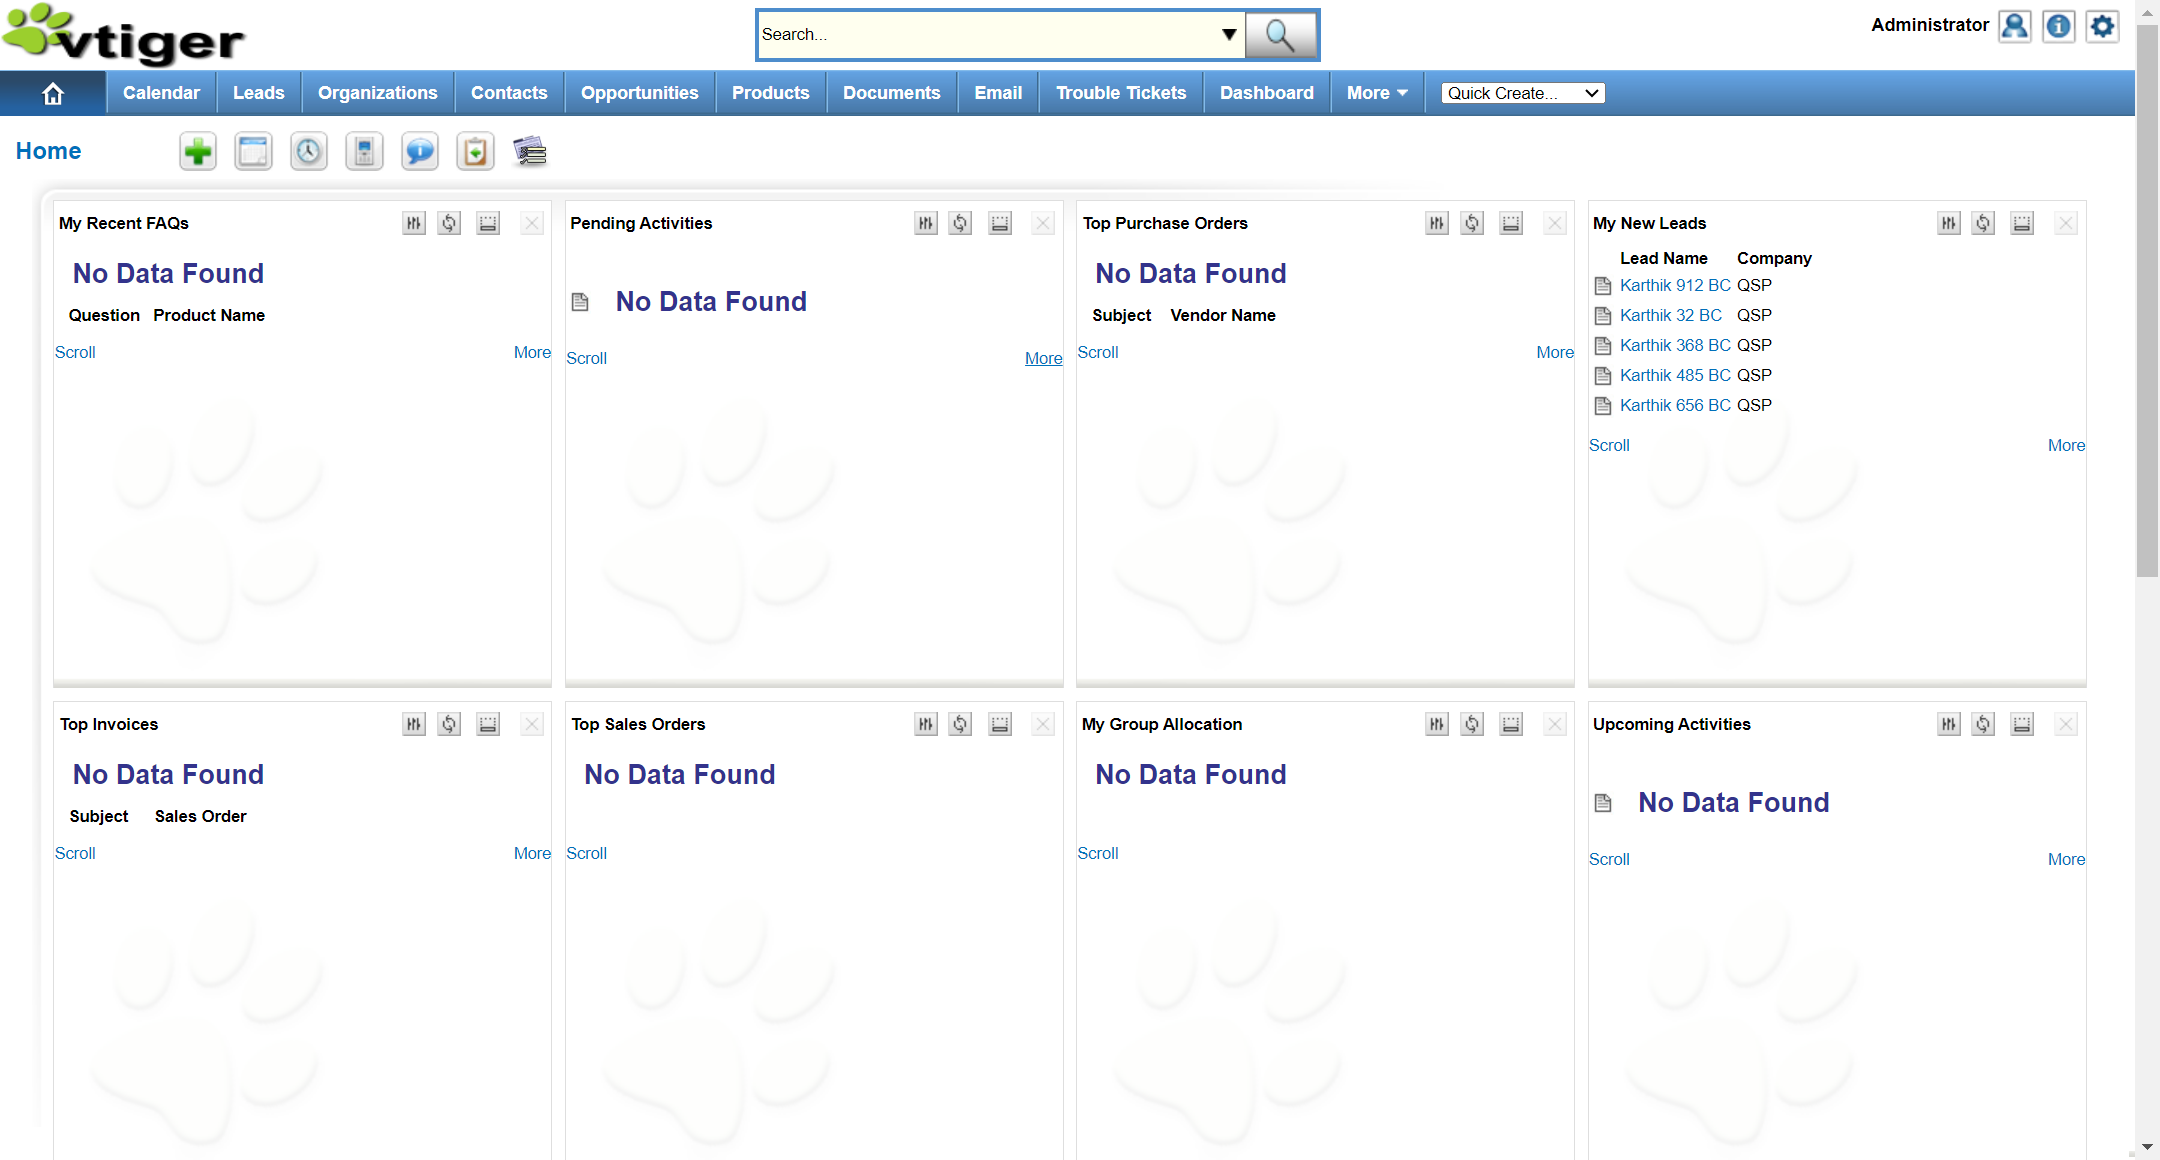 vtiger
Search...
Administrator
Calendar Leads Organizations Contacts Opportunities Products Documents Email Trouble Tickets Dashboard More Quick Create...
Home
My Recent FAQs
No Data Found
Question Product Name
Scroll More
Pending Activities
No Data Found
Scroll More
Top Purchase Orders
No Data Found
Subject Vendor Name
Scroll More
My New Leads
Lead Name Company
Karthik 912 BC QSP
Karthik 32 BC QSP
Karthik 368 BC QSP
Karthik 485 BC QSP
Karthik 656 BC QSP
Scroll More
Top Invoices
No Data Found
Subject Sales Order
Scroll More
Top Sales Orders
No Data Found
Scroll
My Group Allocation
No Data Found
Scroll
Upcoming Activities
No Data Found
Scroll More